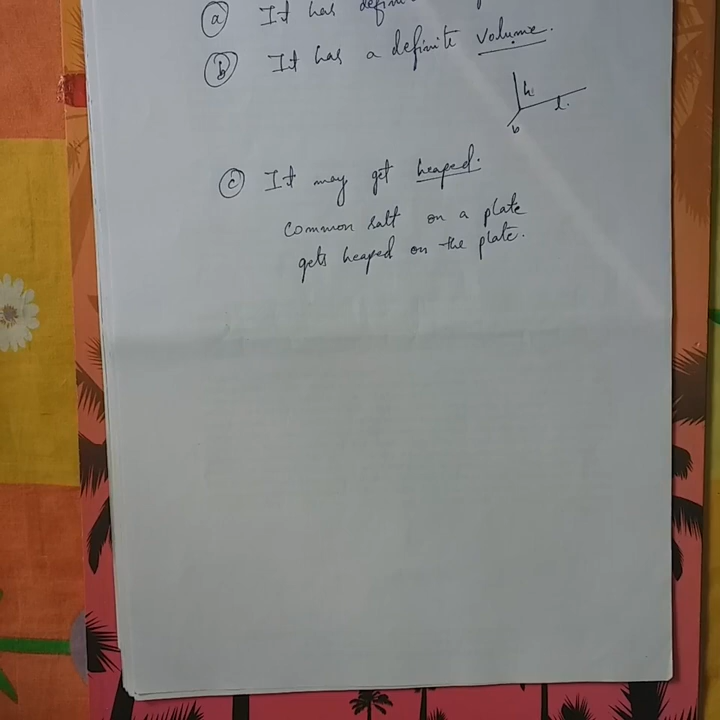 (a) It has
(b) It has a definite volume.
h
l
b
(c) It may get heaped.
common salt on a plate
gets heaped on the plate.